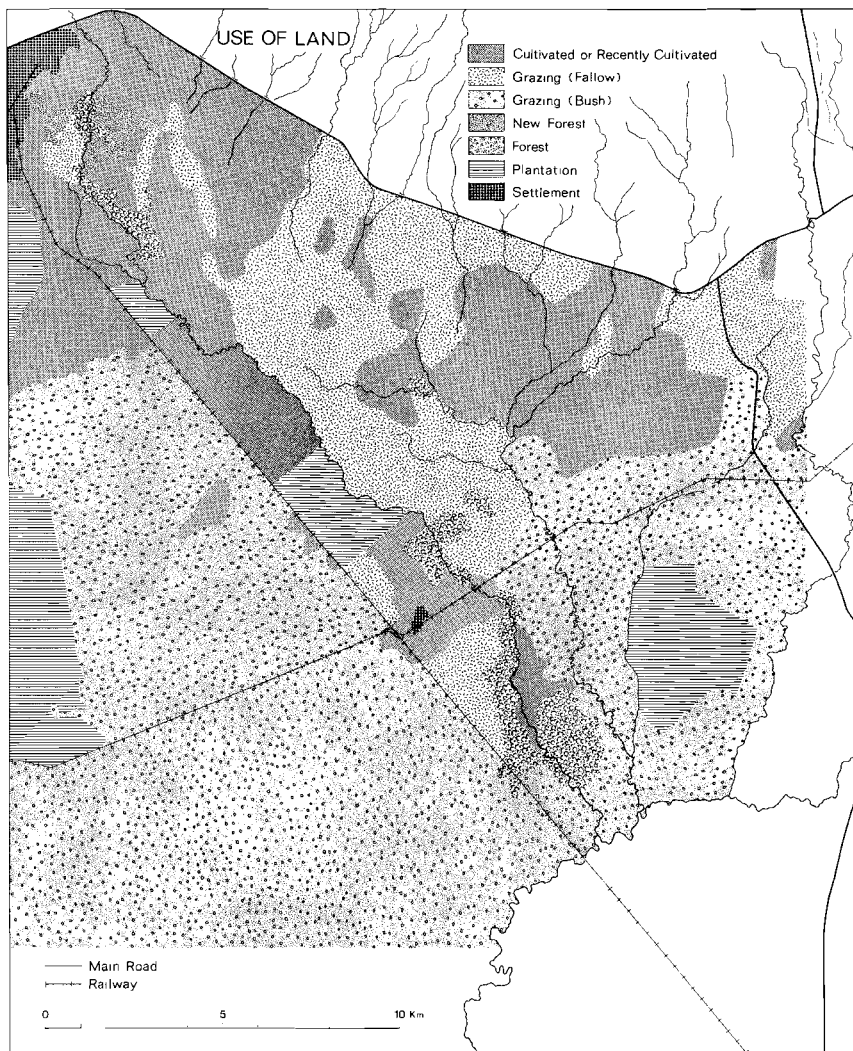 USE OF LAND
Cultivated or Recently Cultivated
Grazing (Fallow)
Grazing (Bush)
New Forest
Forest
Plantation
Settlement
Main Road
Railway
0 5 10 Km